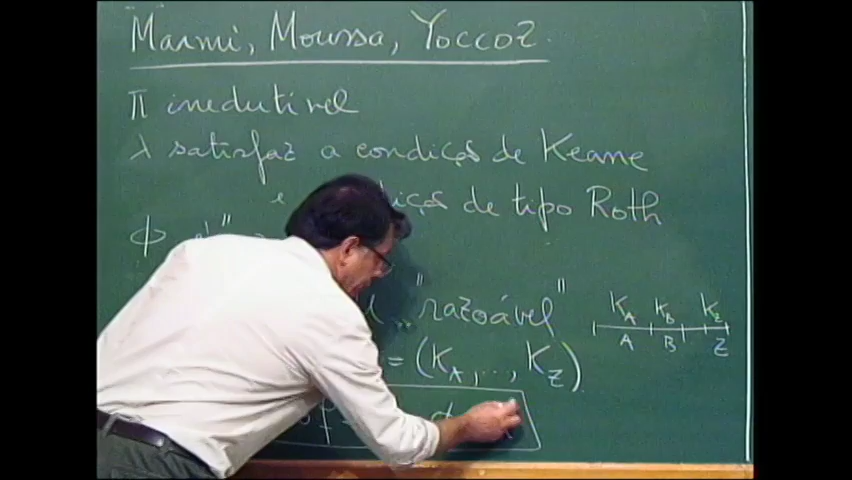 Marmi, Moussa, Yoccoz.
π irredutível
λ satisfaz a condição de Keane
e condição de tipo Roth
ϕ
"razoável"
K_A K_B K_Z
A B Z
= (K_A, ..., K_Z)